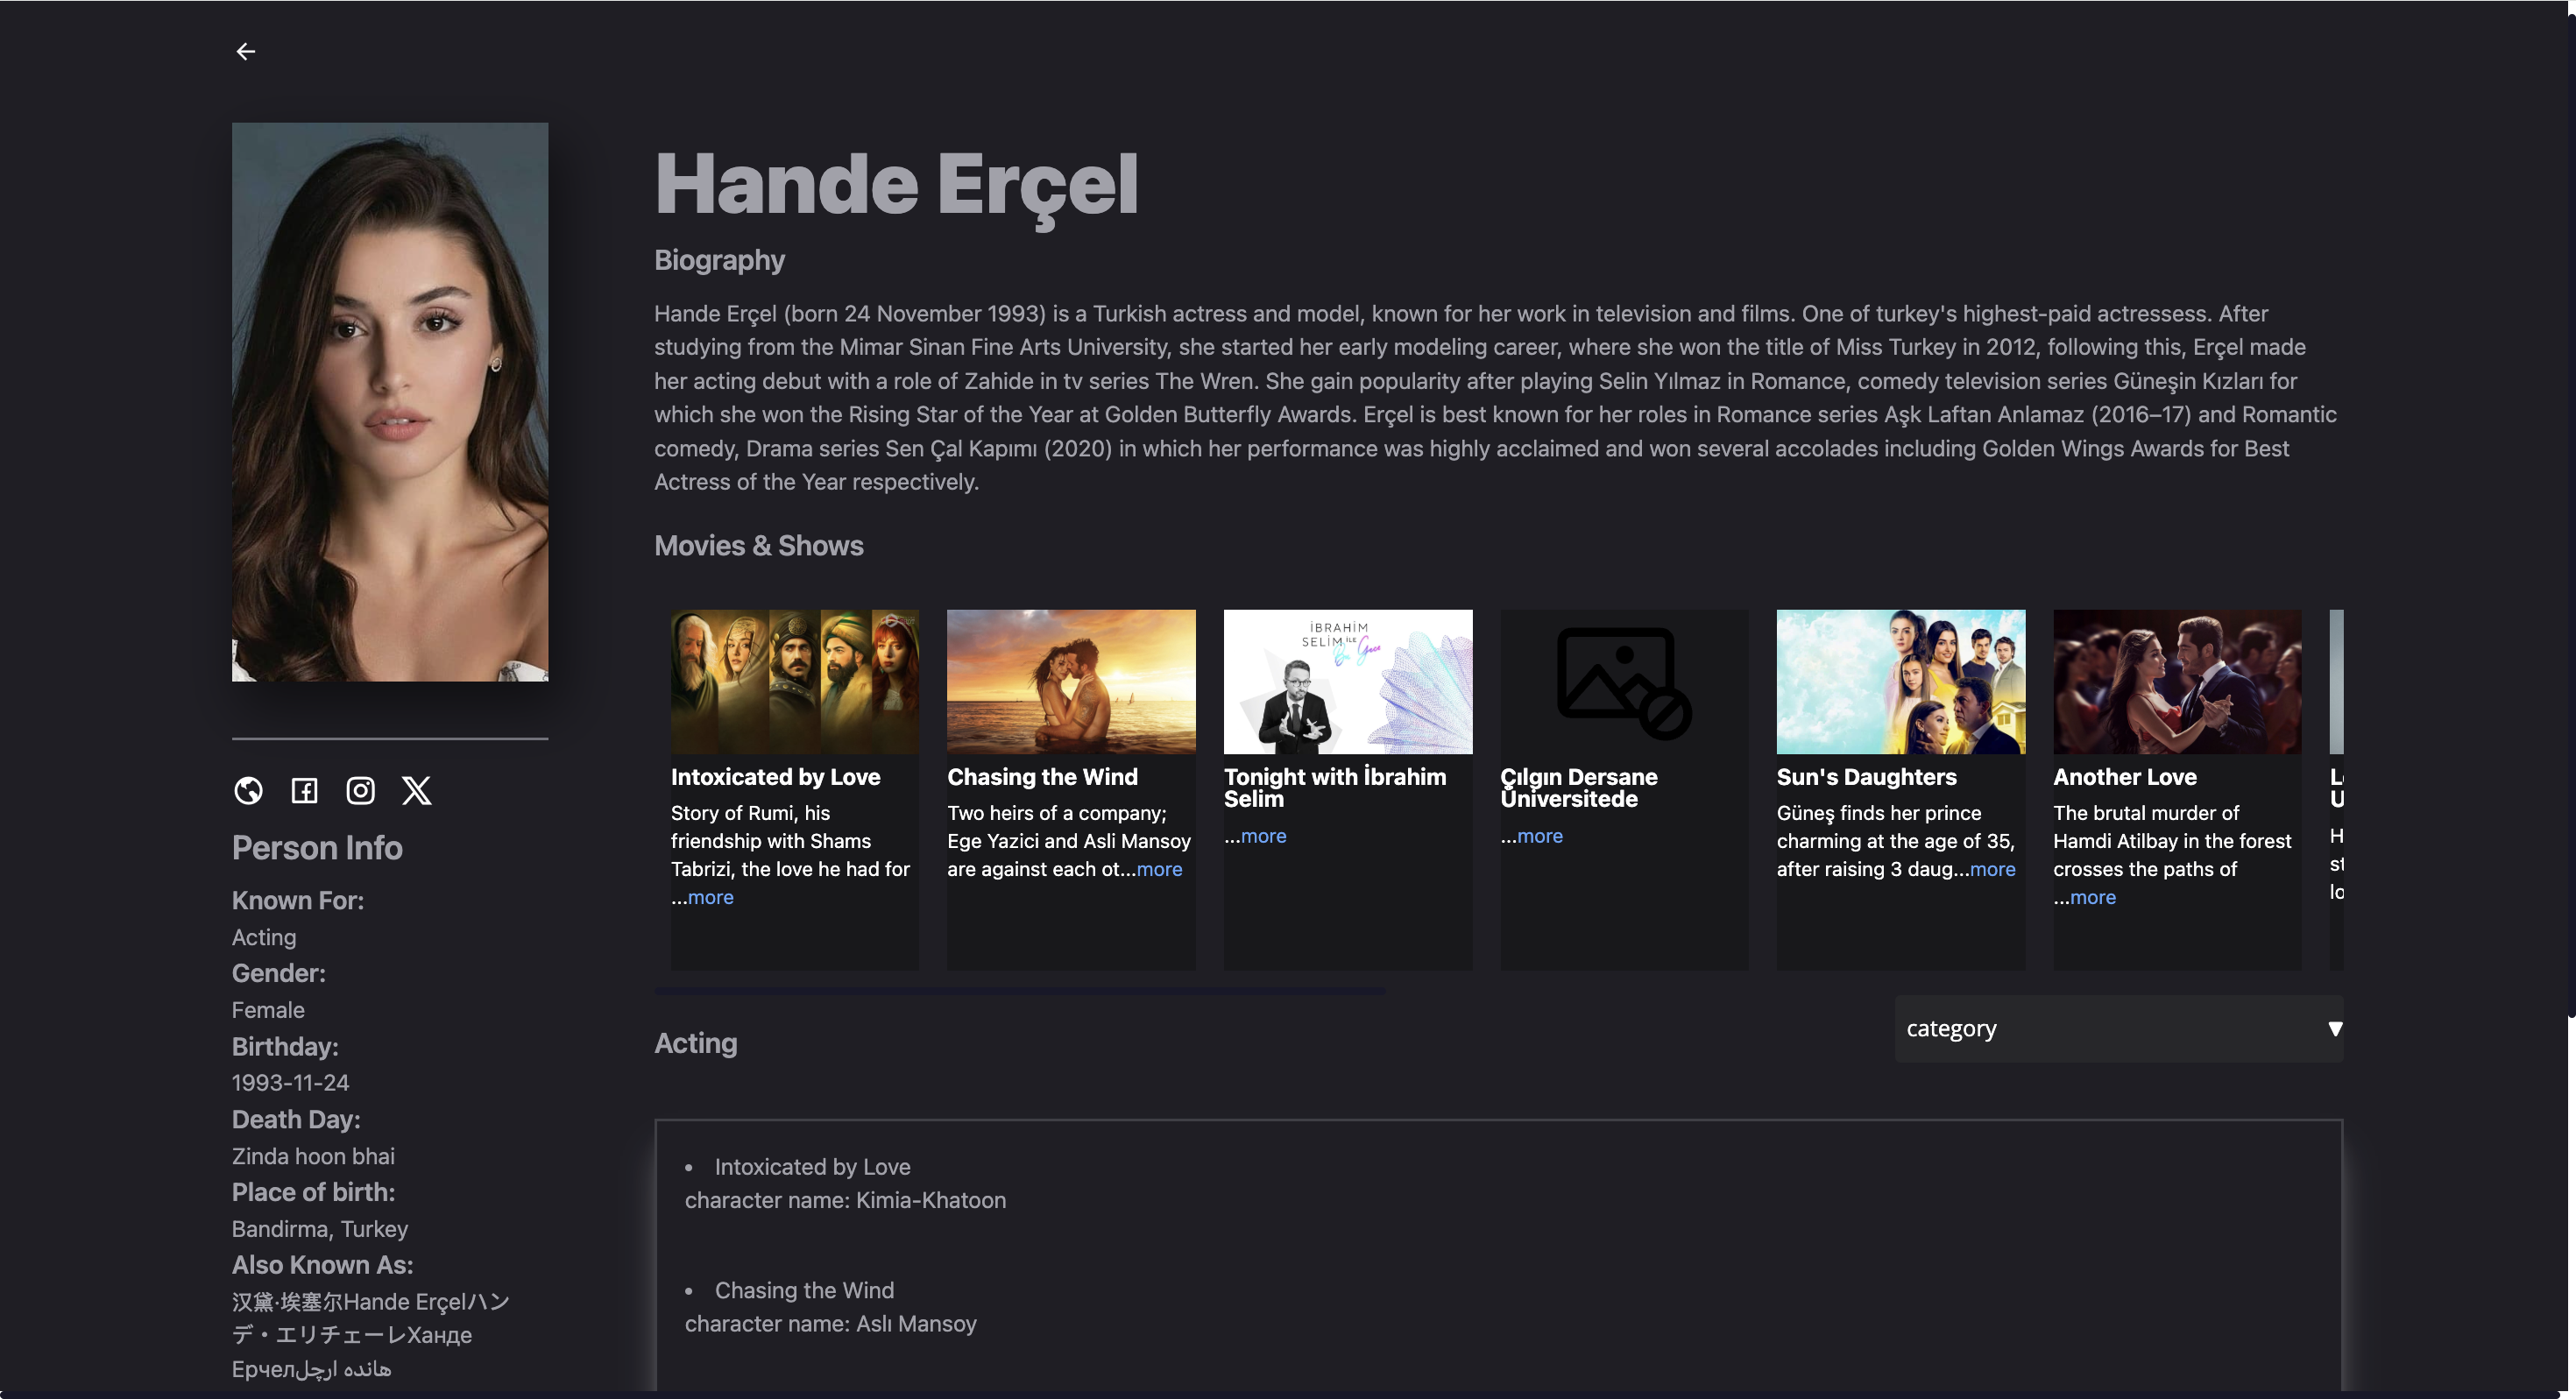 Hande Erçel
Biography
Hande Erçel (born 24 November 1993) is a Turkish actress and model, known for her work in television and films. One of turkey's highest-paid actressess. After
studying from the Mimar Sinan Fine Arts University, she started her early modeling career, where she won the title of Miss Turkey in 2012, following this, Erçel made
her acting debut with a role of Zahide in tv series The Wren. She gain popularity after playing Selin Yılmaz in Romance, comedy television series Güneşin Kızları for
which she won the Rising Star of the Year at Golden Butterfly Awards. Erçel is best known for her roles in Romance series Aşk Laftan Anlamaz (2016–17) and Romantic
comedy, Drama series Sen Çal Kapımı (2020) in which her performance was highly acclaimed and won several accolades including Golden Wings Awards for Best
Actress of the Year respectively.
Movies & Shows
Intoxicated by Love
Story of Rumi, his
friendship with Shams
Tabrizi, the love he had for
...more
Chasing the Wind
Two heirs of a company;
Ege Yazici and Asli Mansoy
are against each ot...more
İBRAHİM
SELİM İLE
Bu Gece
Tonight with İbrahim
Selim
...more
Çılgın Dersane
Üniversitede
...more
Sun's Daughters
Güneş finds her prince
charming at the age of 35,
after raising 3 daug...more
Another Love
The brutal murder of
Hamdi Atilbay in the forest
crosses the paths of
...more
Person Info
Known For:
Acting
Gender:
Female
Birthday:
1993-11-24
Death Day:
Zinda hoon bhai
Place of birth:
Bandirma, Turkey
Also Known As:
汉黛·埃塞尔Hande Erçelハン
デ・エリチェーレХанде
Ерчелهانده ارچل
category
Acting
• Intoxicated by Love
character name: Kimia-Khatoon
• Chasing the Wind
character name: Aslı Mansoy